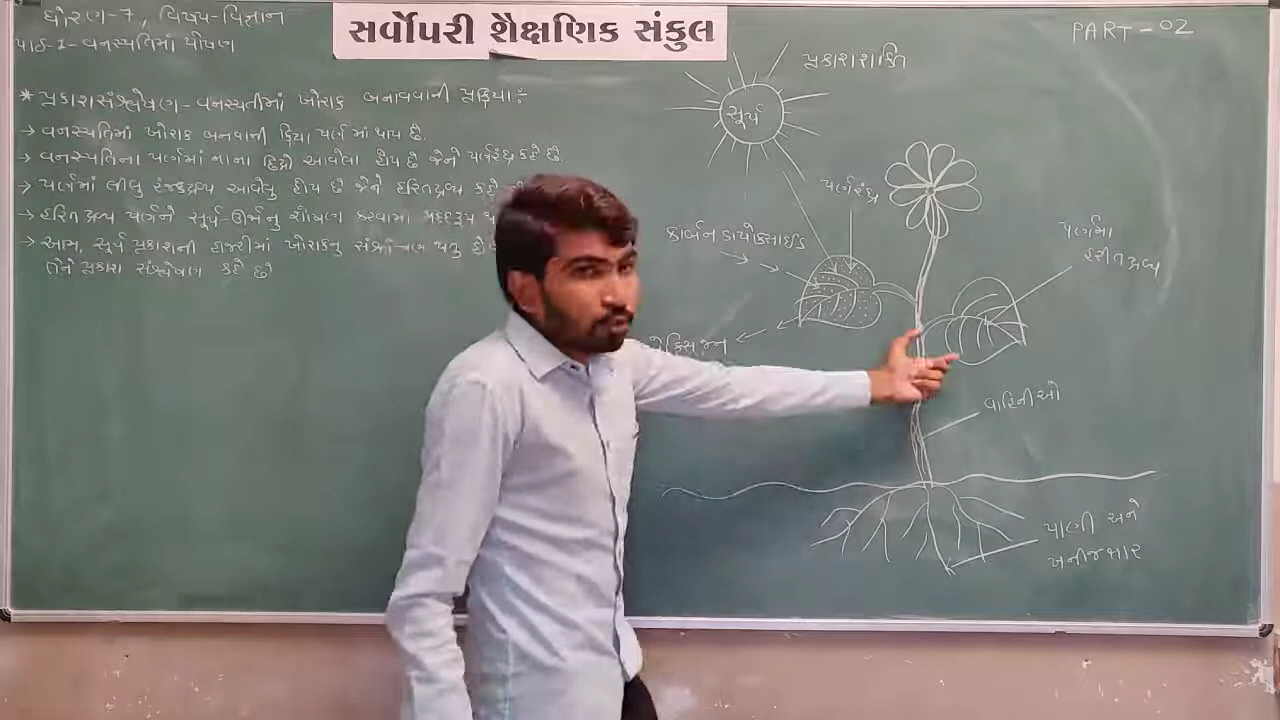 ધોરણ-7, વિષય-વિજ્ઞાન
પાઠ-1-વનસ્પતિમાં પોષણ
સર્વોપરી શૈક્ષણિક સંકુલ
PART-02
* પ્રકાશસંશ્લેષણ-વનસ્પતીમાં ખોરાક બનાવવાની પ્રક્રિયા:-
→ વનસ્પતિમાં ખોરાક બનવાની ક્રિયા પર્ણ માં થાય છે.
→ વનસ્પતિના પર્ણમાં નાના છિદ્રો આવેલા હોય છે જેને પર્ણરંધ્ર કહે છે.
→ પર્ણમાં લીલુ રંજકદ્રવ્ય આવેલુ હોય છે જેને હરિતદ્રવ્ય કહે
→ હરિતદ્રવ્ય પર્ણને સૂર્ય-ઊર્જાનુ શોષણ કરવામાં મદદરૂપ
→ આમ, સૂર્ય પ્રકાશની હાજરીમાં ખોરાકનુ સંશ્લેષણ થતુ
તેને પ્રકાશ સંશ્લેષણ કહે છે
પ્રકાશશક્તિ
સૂર્ય
પર્ણરંધ્ર
કાર્બન ડાયોક્સાઈડ
પર્ણમાં
હરીતદ્રવ્ય
વાહિનીઓ
પાણી અને
ખનીજક્ષાર